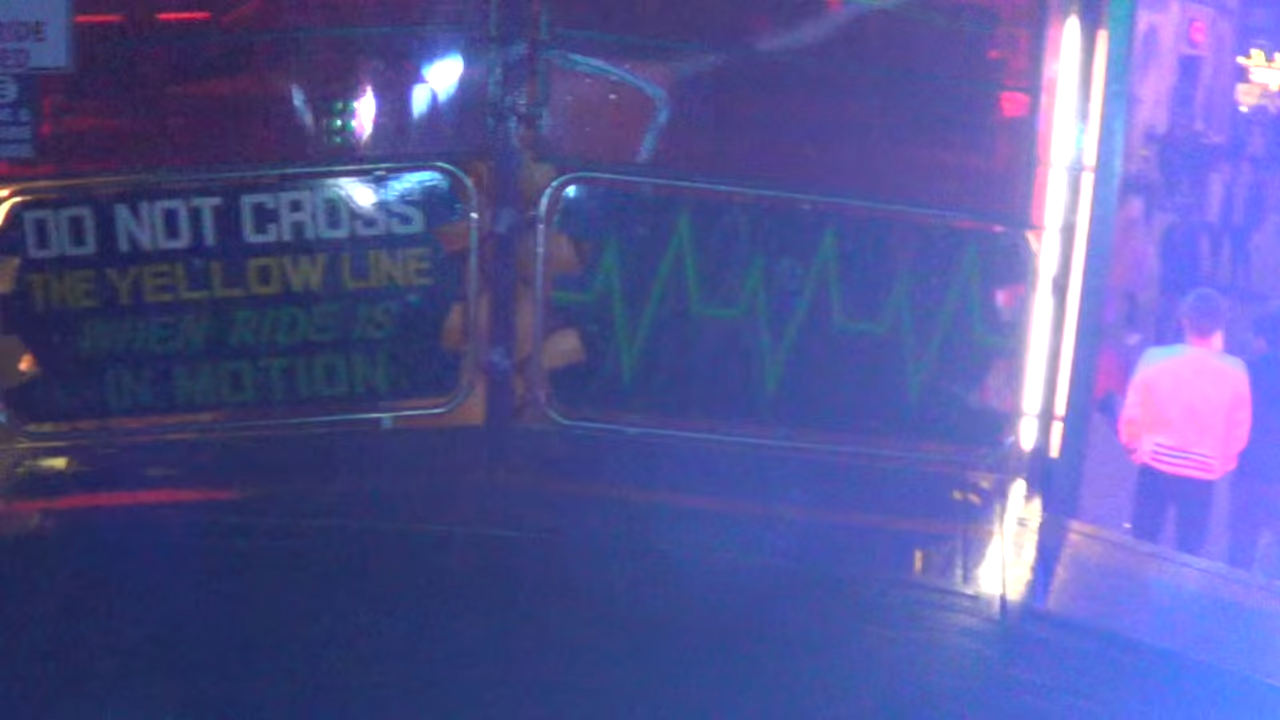 DO NOT CROSS
THE YELLOW LINE
WHEN RIDE IS
IN MOTION